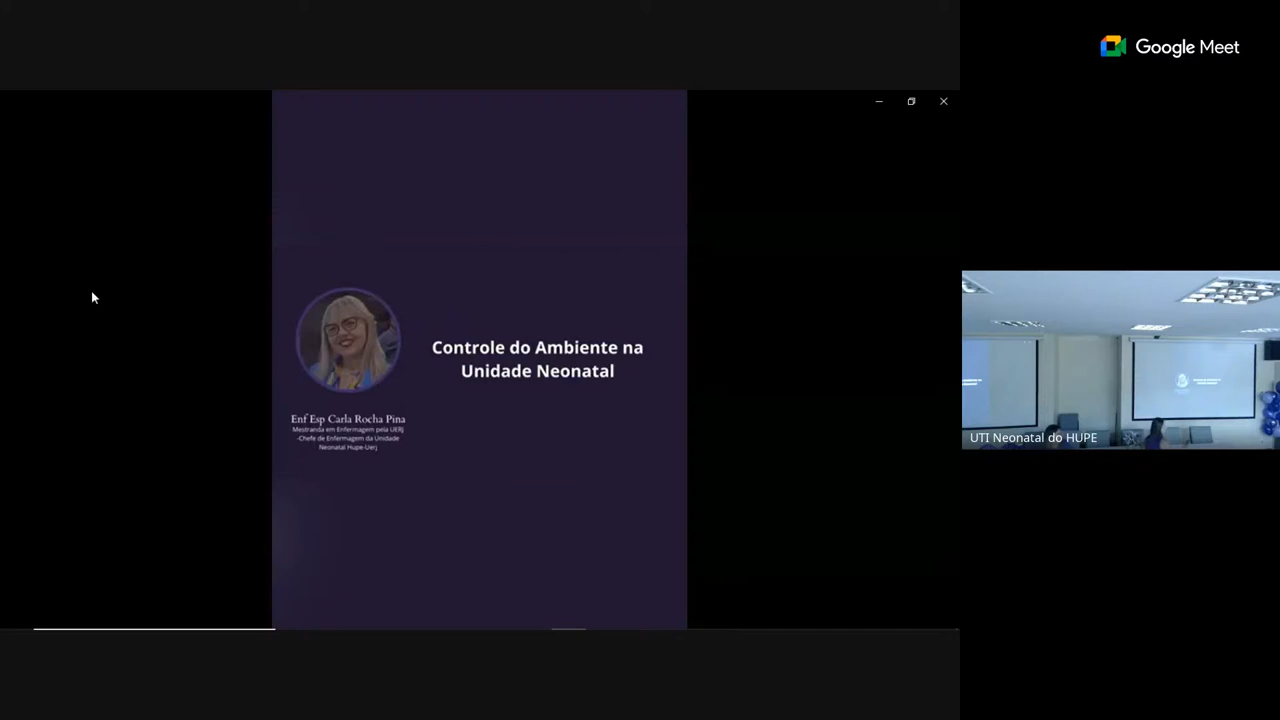 Google Meet
Controle do Ambiente na
Unidade Neonatal
Enf Esp Carla Rocha Pina
Mestranda em Enfermagem pela UERJ
-Chefe de Enfermagem da Unidade
Neonatal Hupe-Uerj
UTI Neonatal do HUPE